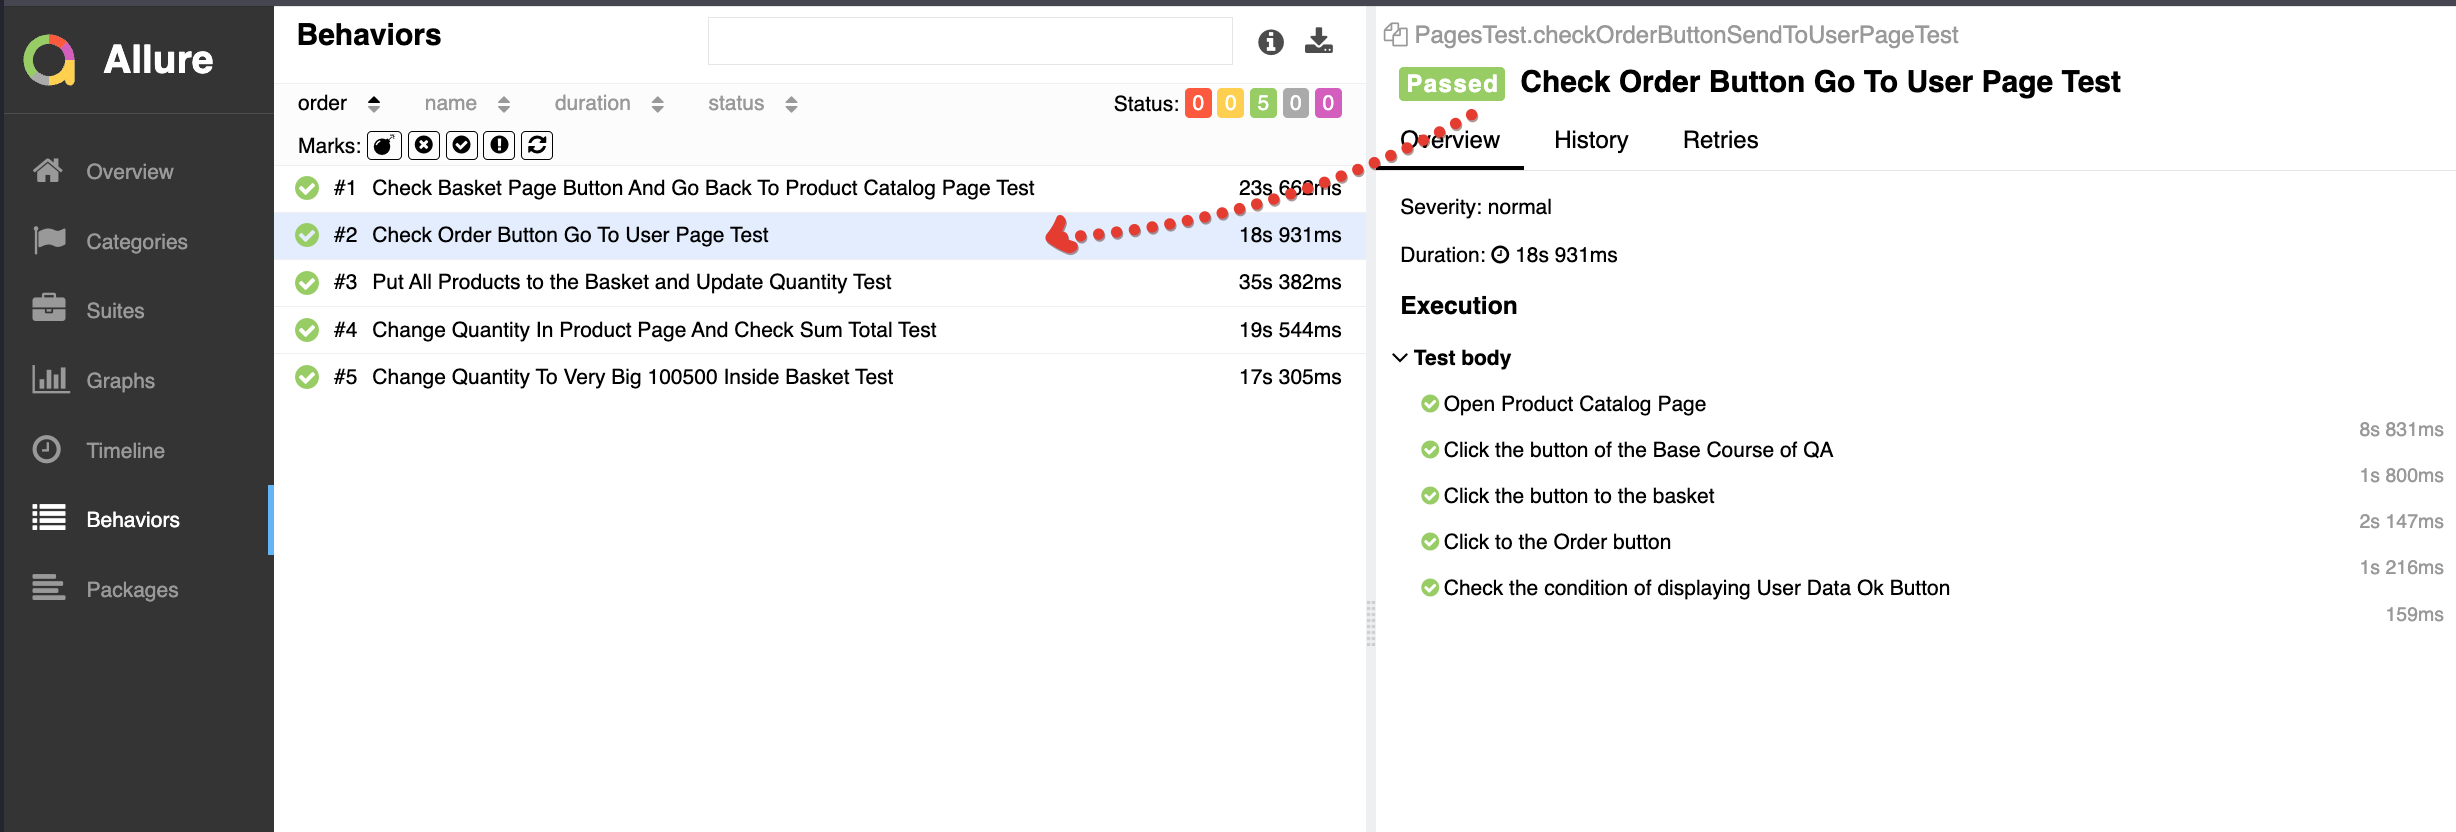 Allure
Overview
Categories
Suites
Graphs
Timeline
Behaviors
Packages
Behaviors
order name duration status Status: 0 0 5 0 0
Marks:
#1 Check Basket Page Button And Go Back To Product Catalog Page Test 23s 662ms
#2 Check Order Button Go To User Page Test 18s 931ms
#3 Put All Products to the Basket and Update Quantity Test 35s 382ms
#4 Change Quantity In Product Page And Check Sum Total Test 19s 544ms
#5 Change Quantity To Very Big 100500 Inside Basket Test 17s 305ms
PagesTest.checkOrderButtonSendToUserPageTest
Passed Check Order Button Go To User Page Test
Overview History Retries
Severity: normal
Duration: 18s 931ms
Execution
Test body
Open Product Catalog Page
8s 831ms
Click the button of the Base Course of QA
1s 800ms
Click the button to the basket
2s 147ms
Click to the Order button
1s 216ms
Check the condition of displaying User Data Ok Button
159ms